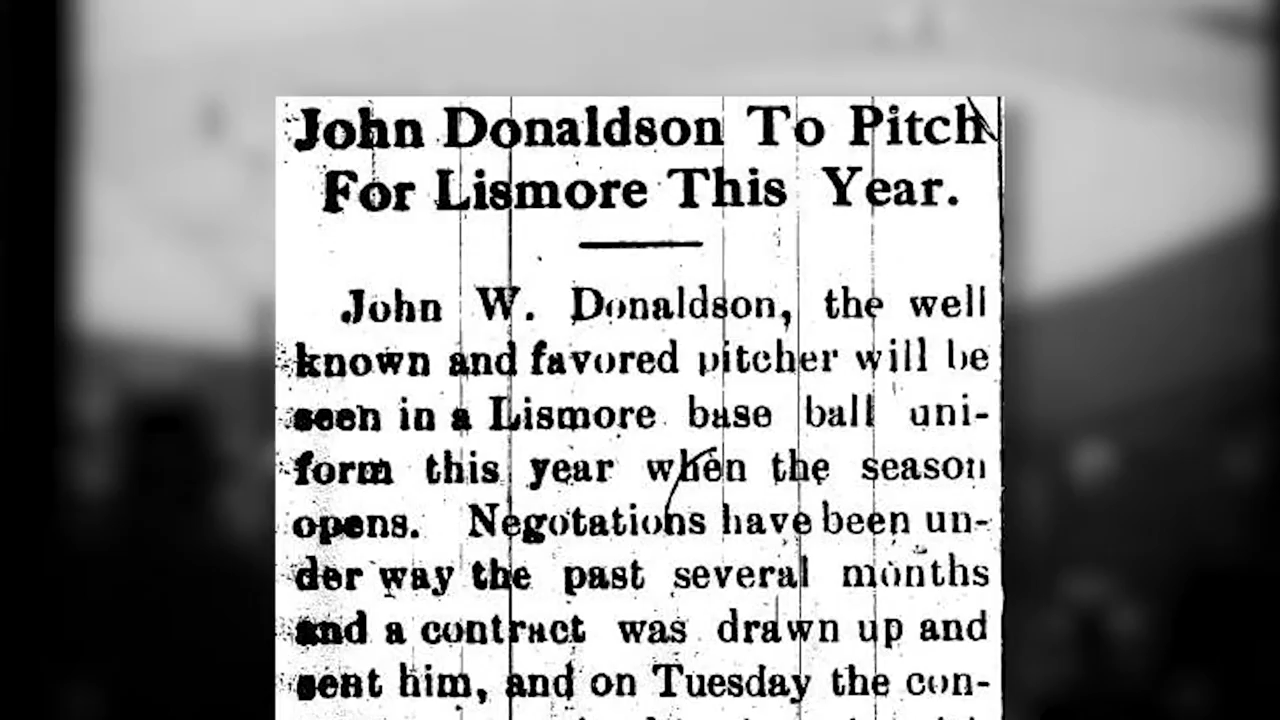 John Donaldson To Pitch
For Lismore This Year.
John W. Donaldson, the well
known and favored pitcher will be
seen in a Lismore base ball uni-
form this year when the season
opens. Negotations have been un-
der way the past several months
and a contract was drawn up and
sent him, and on Tuesday the con-